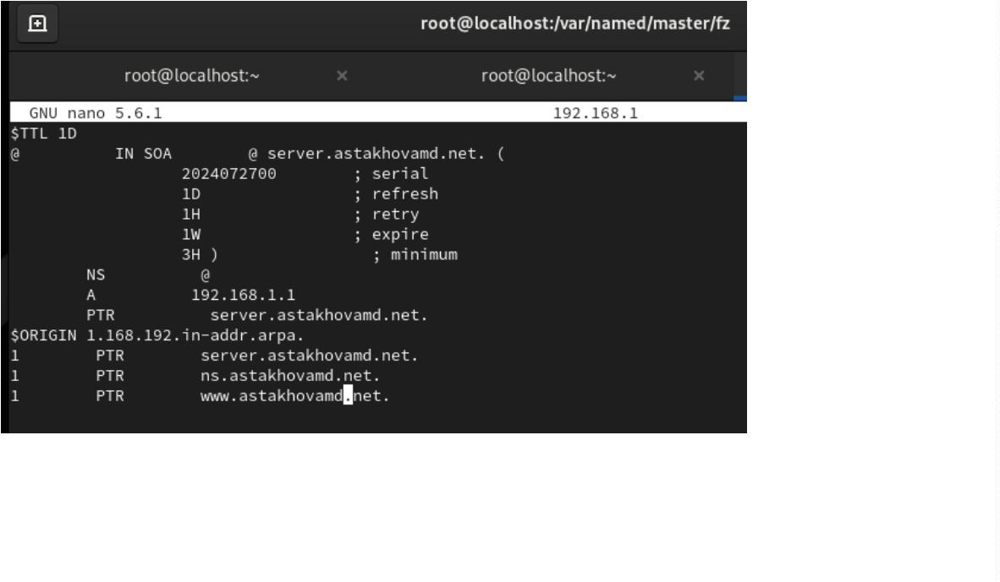 root@localhost:/var/named/master/fz
root@localhost:~ × root@localhost:~ ×
GNU nano 5.6.1 192.168.1
$TTL 1D
@ IN SOA @ server.astakhovamd.net. (
2024072700 ; serial
1D ; refresh
1H ; retry
1W ; expire
3H ) ; minimum
NS @
A 192.168.1.1
PTR server.astakhovamd.net.
$ORIGIN 1.168.192.in-addr.arpa.
1 PTR server.astakhovamd.net.
1 PTR ns.astakhovamd.net.
1 PTR www.astakhovamd.net.